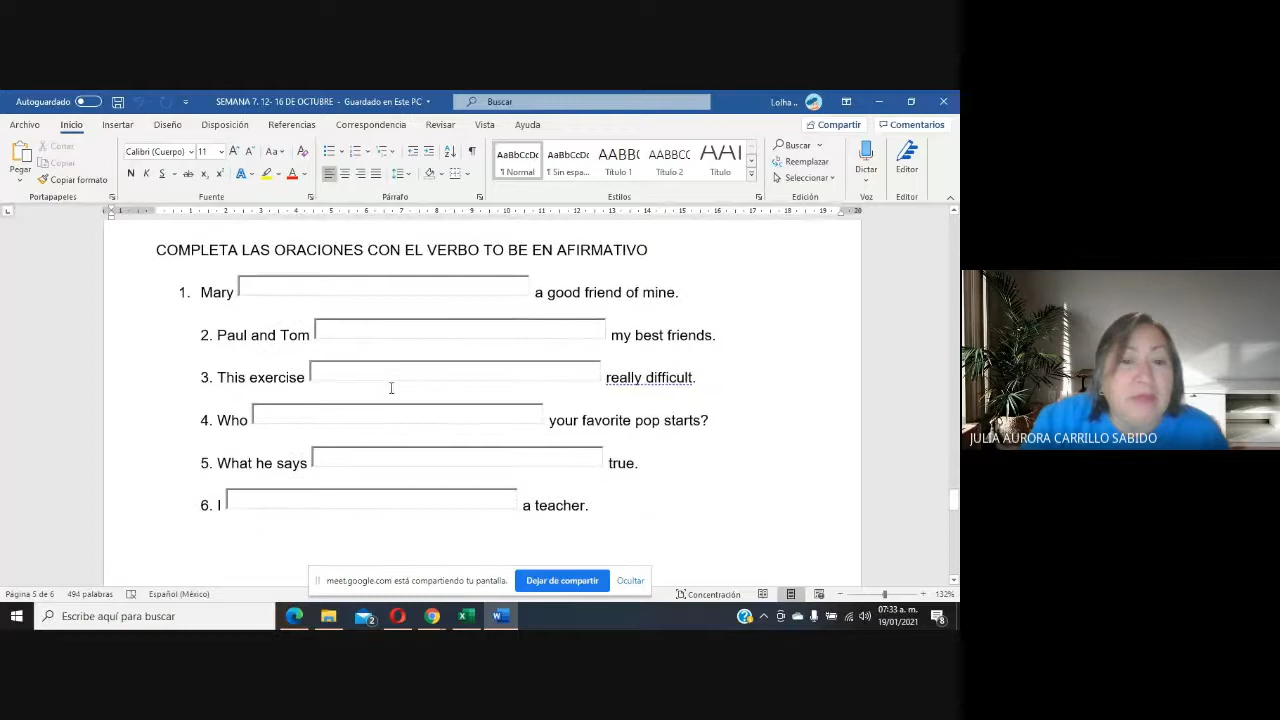 Autoguardado
SEMANA 7. 12- 16 DE OCTUBRE - Guardado en Este PC
Buscar
Lolha ..
Archivo Inicio Insertar Diseño Disposición Referencias Correspondencia Revisar Vista Ayuda
Compartir Comentarios
Pegar
Cortar
Copiar
Copiar formato
Portapapeles
Calibri (Cuerpo) 11
Fuente
Párrafo
AaBbCcDc AaBbCcDc AABBC AABBCC AAI
¶ Normal ¶ Sin espa... Título 1 Título 2 Título
Estilos
Buscar
Reemplazar
Seleccionar
Edición
Dictar
Voz
Editor
Editor
COMPLETA LAS ORACIONES CON EL VERBO TO BE EN AFIRMATIVO
1. Mary a good friend of mine.
2. Paul and Tom my best friends.
3. This exercise really difficult.
4. Who your favorite pop starts?
5. What he says true.
6. I a teacher.
JULIA AURORA CARRILLO SABIDO
meet.google.com está compartiendo tu pantalla. Dejar de compartir Ocultar
Página 5 de 6 494 palabras Español (México) Concentración 132%
Escribe aquí para buscar
07:33 a. m.
19/01/2021